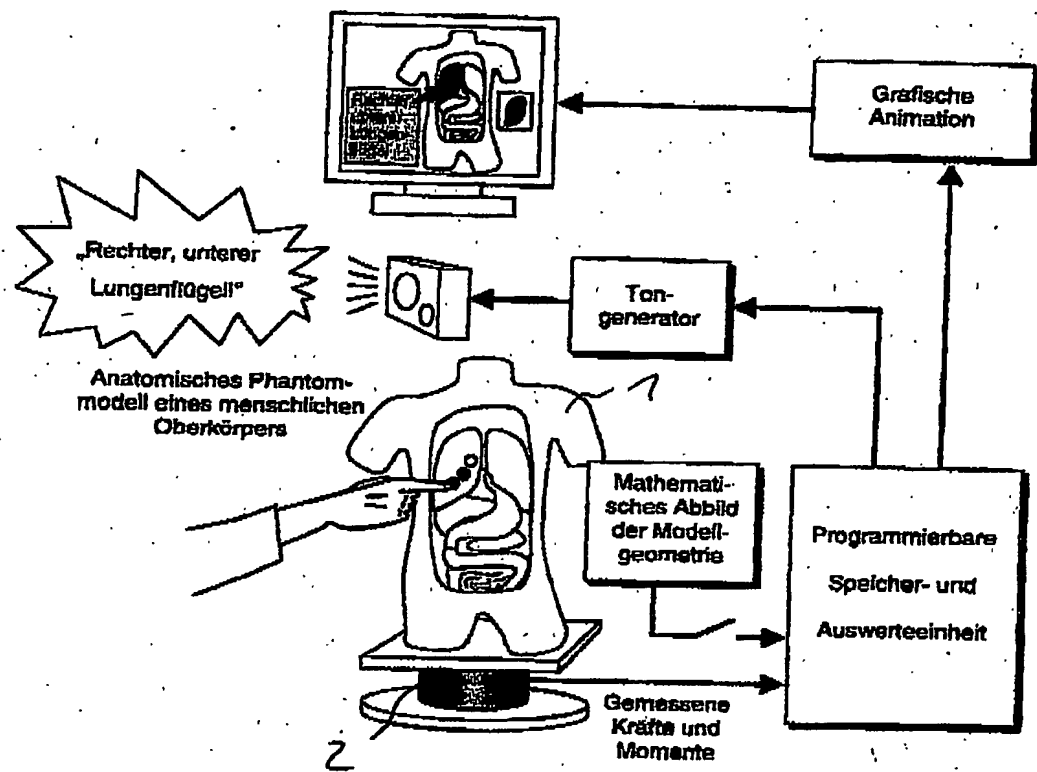 Grafische
Animation
„Rechter, unterer
Lungenflügel!“
Ton-
generator
Anatomisches Phantom-
modell eines menschlichen
Oberkörpers
1
Mathemati-
sches Abbild
der Modell-
geometrie
Programmierbare
Speicher- und
Auswerteeinheit
Gemessene
Kräfte und
Momente
2